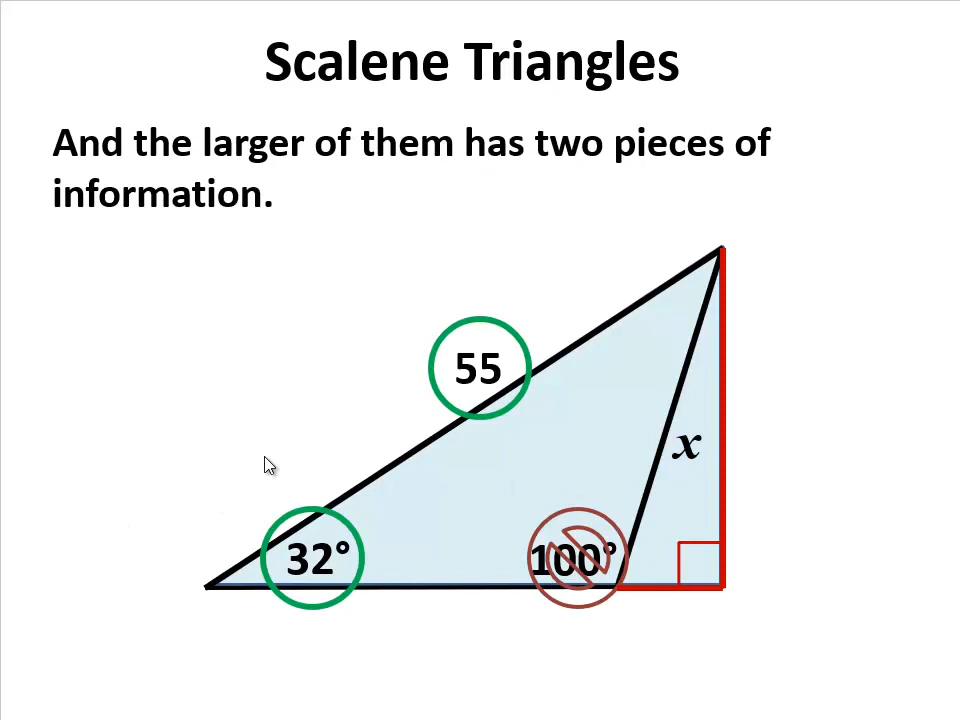 Scalene Triangles
And the larger of them has two pieces of
information.
55
x
32°
100°